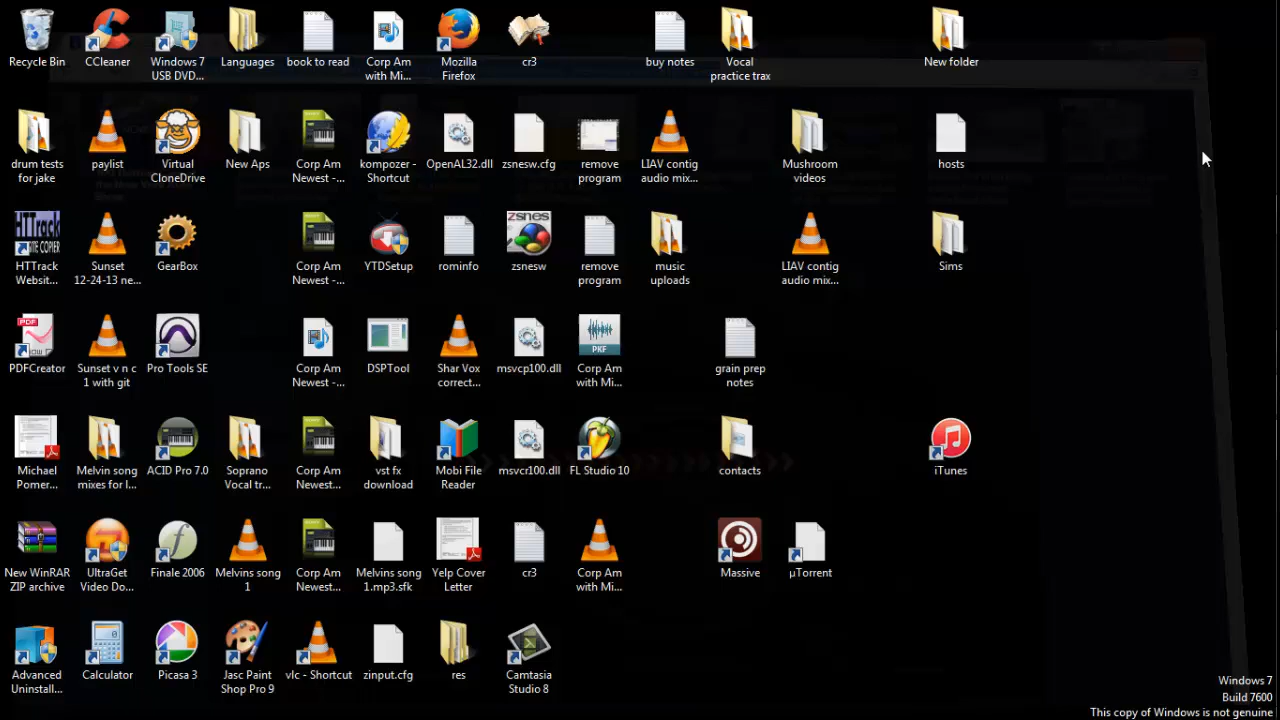 Recycle Bin
CCleaner
Windows 7
USB DVD...
Languages
book to read
Corp Am
with Mi...
Mozilla
Firefox
cr3
buy notes
Vocal
practice trax
New folder
drum tests
for jake
playlist
Virtual
CloneDrive
New Aps
Corp Am
Newest -...
kompozer -
Shortcut
OpenAL32.dll
zsnesw.cfg
remove
program
LIAV contig
audio mix...
Mushroom
videos
hosts
HTTrack
Websit...
Sunset
12-24-13 ne...
GearBox
Corp Am
Newest -...
YTDSetup
rominfo
zsnes
zsnesw
remove
program
music
uploads
LIAV contig
audio mix...
Sims
PDF
PDFCreator
Sunset v n c
1 with git
Pro Tools SE
Corp Am
Newest -...
DSPTool
Shar Vox
correct...
msvcp100.dll
PKF
Corp Am
with Mi...
grain prep
notes
Michael
Pomer...
Melvin song
mixes for l...
ACID Pro 7.0
Soprano
Vocal tr...
Corp Am
Newest...
vst fx
download
Mobi File
Reader
msvcr100.dll
FL Studio 10
contacts
iTunes
New WinRAR
ZIP archive
UltraGet
Video Do...
Finale 2006
Melvins song
1
Corp Am
Newest...
Melvins song
1.mp3.sfk
Yelp Cover
Letter
cr3
Corp Am
with Mi...
Massive
µTorrent
Advanced
Uninstall...
Calculator
Picasa 3
Jasc Paint
Shop Pro 9
vlc - Shortcut
zinput.cfg
res
Camtasia
Studio 8
Windows 7
Build 7600
This copy of Windows is not genuine